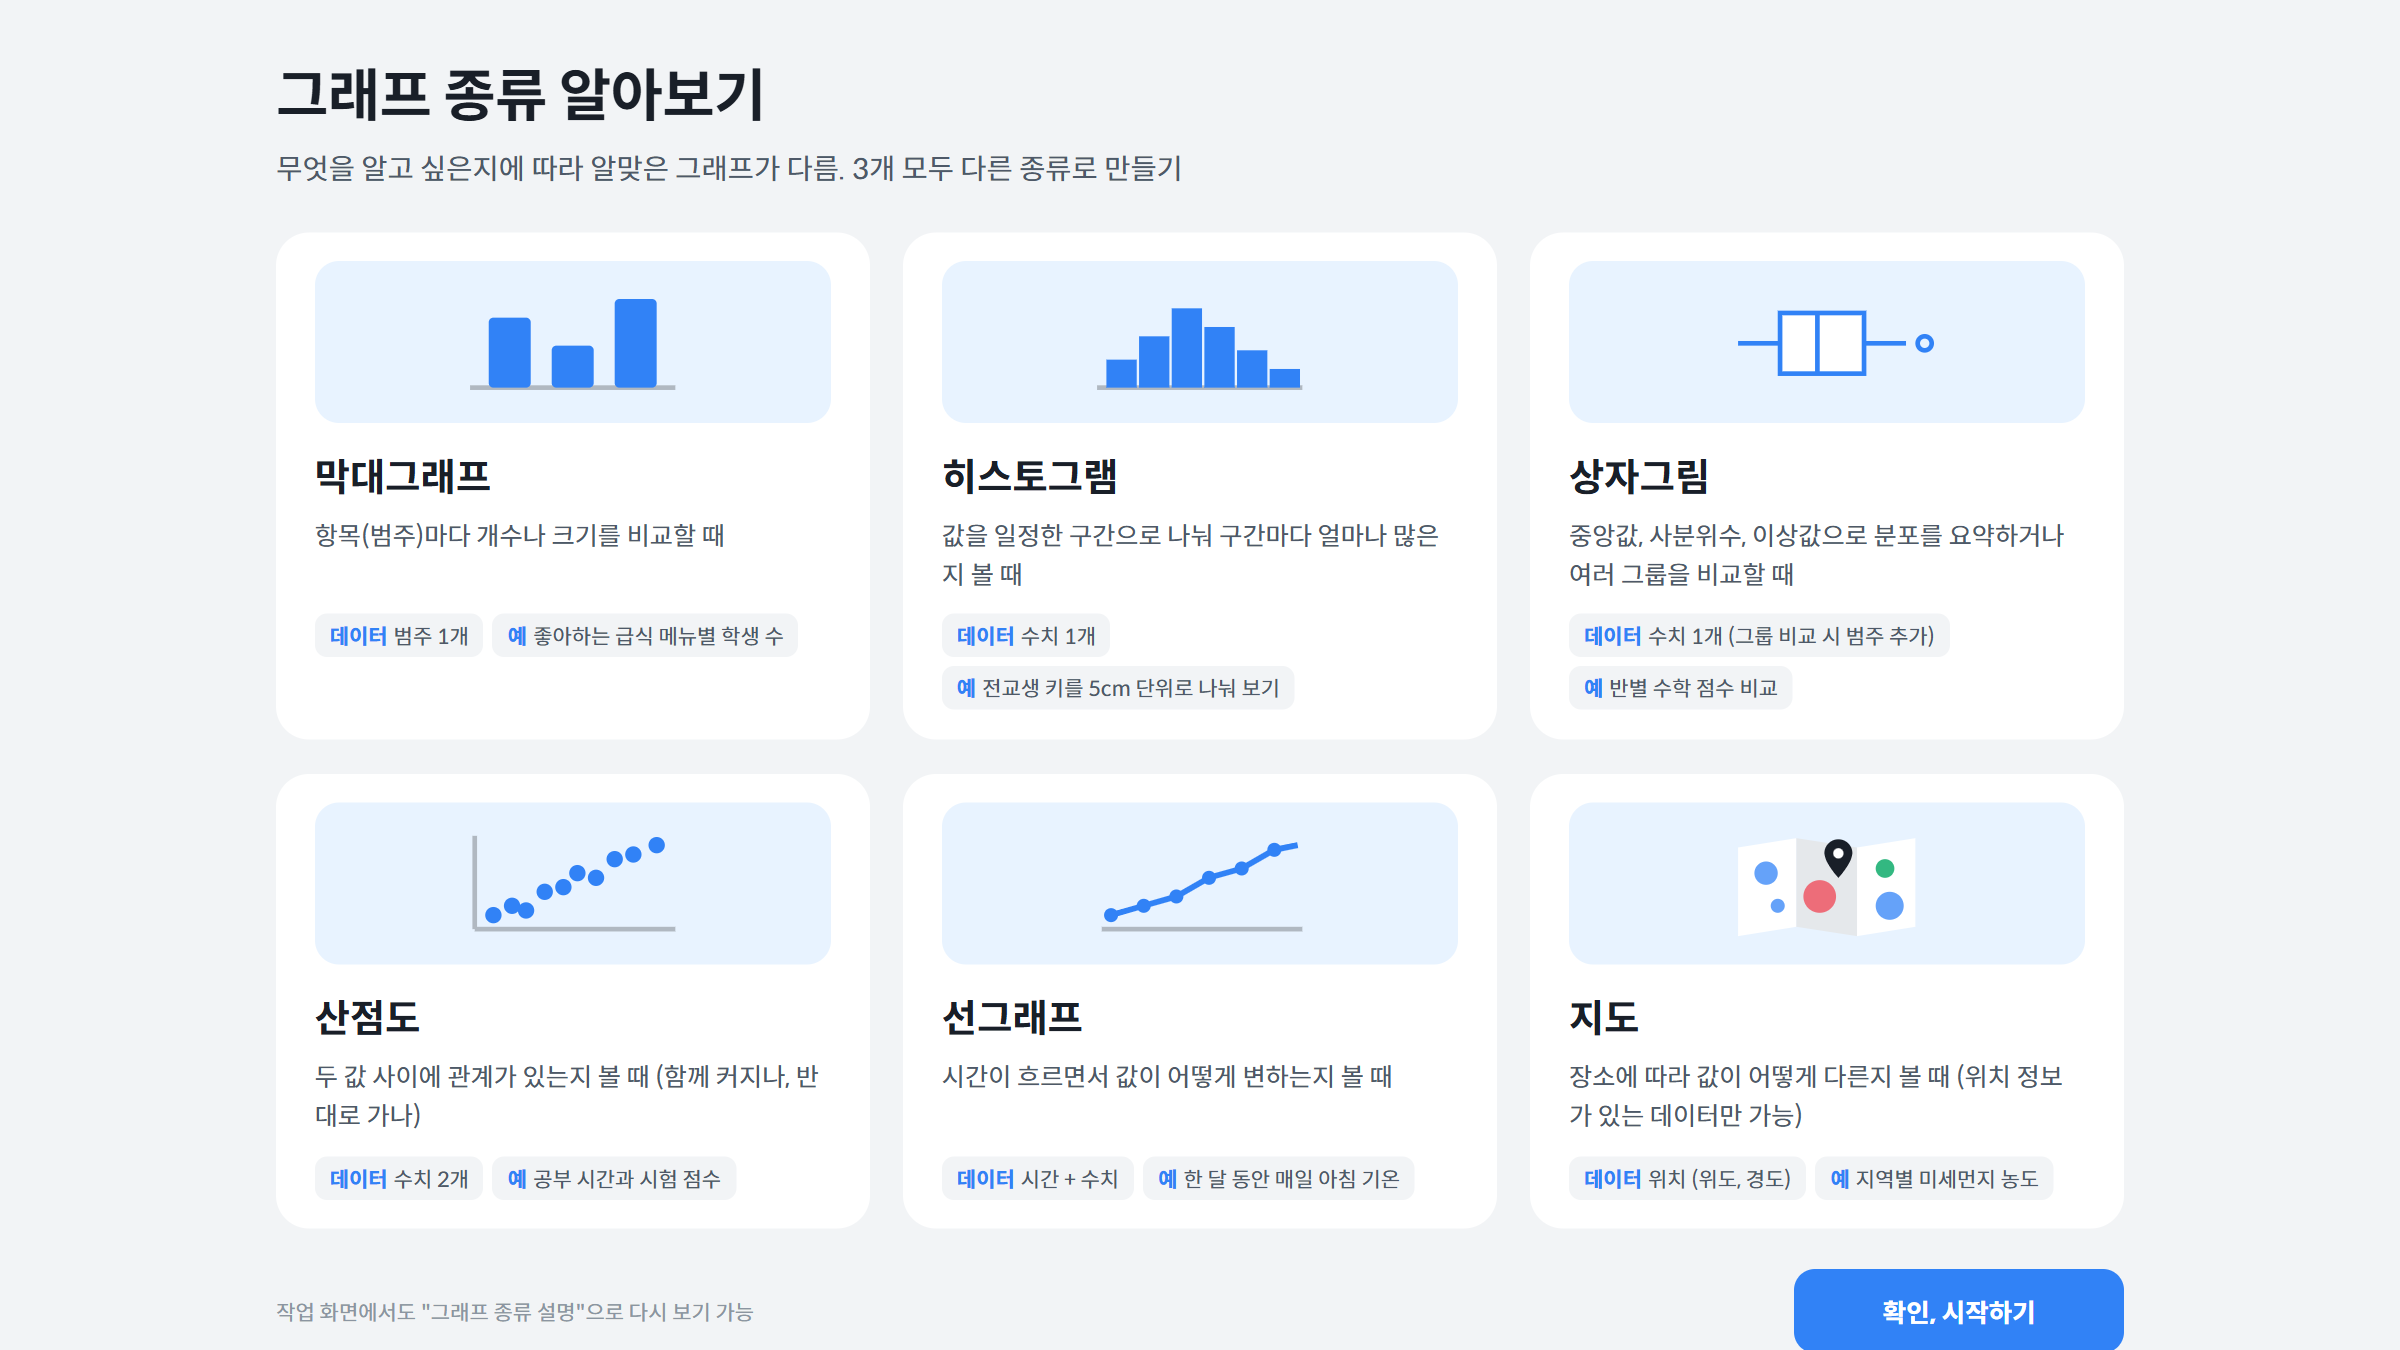 그래프 종류 알아보기
무엇을 알고 싶은지에 따라 알맞은 그래프가 다름. 3개 모두 다른 종류로 만들기
막대그래프
항목(범주)마다 개수나 크기를 비교할 때
데이터 범주 1개
예 좋아하는 급식 메뉴별 학생 수
히스토그램
값을 일정한 구간으로 나눠 구간마다 얼마나 많은
지 볼 때
데이터 수치 1개
예 전교생 키를 5cm 단위로 나눠 보기
상자그림
중앙값, 사분위수, 이상값으로 분포를 요약하거나
여러 그룹을 비교할 때
데이터 수치 1개 (그룹 비교 시 범주 추가)
예 반별 수학 점수 비교
산점도
두 값 사이에 관계가 있는지 볼 때 (함께 커지나, 반
대로 가나)
데이터 수치 2개
예 공부 시간과 시험 점수
선그래프
시간이 흐르면서 값이 어떻게 변하는지 볼 때
데이터 시간 + 수치
예 한 달 동안 매일 아침 기온
지도
장소에 따라 값이 어떻게 다른지 볼 때 (위치 정보
가 있는 데이터만 가능)
데이터 위치 (위도, 경도)
예 지역별 미세먼지 농도
작업 화면에서도 "그래프 종류 설명"으로 다시 보기 가능
확인, 시작하기